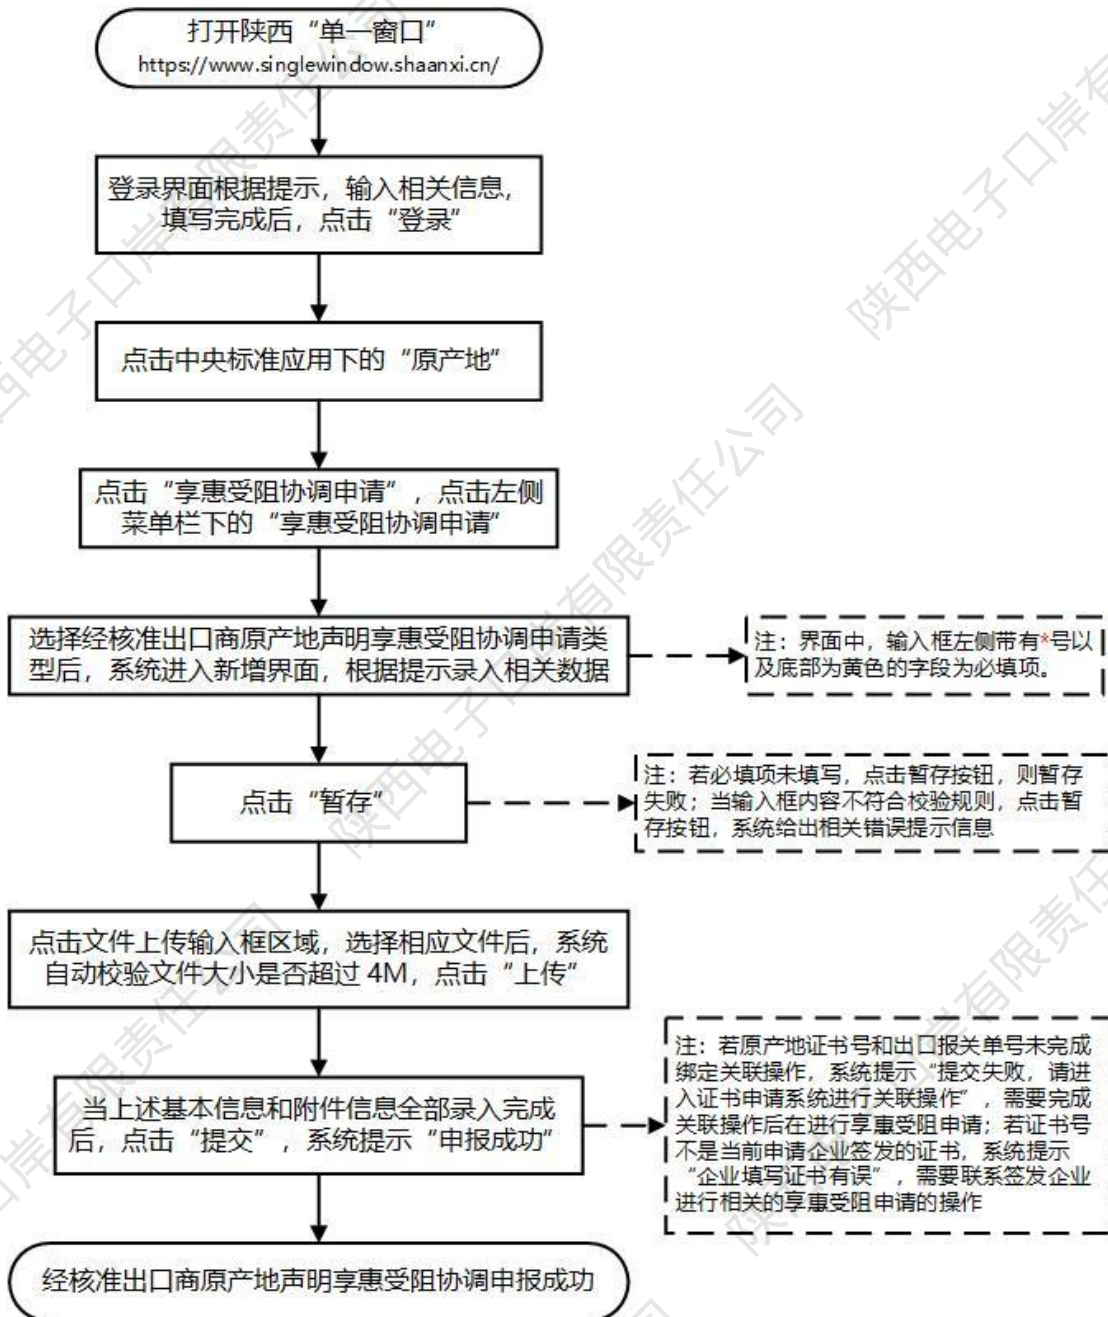 打开陕西“单一窗口”
https://www.singlewindow.shaanxi.cn/
登录界面根据提示，输入相关信息，
填写完成后，点击“登录”
点击中央标准应用下的“原产地”
点击“享惠受阻协调申请”，点击左侧
菜单栏下的“享惠受阻协调申请”
选择经核准出口商原产地声明享惠受阻协调申请类
型后，系统进入新增界面，根据提示录入相关数据
注：界面中，输入框左侧带有*号以
及底部为黄色的字段为必填项。
点击“暂存”
注：若必填项未填写，点击暂存按钮，则暂存
失败；当输入框内容不符合校验规则，点击暂
存按钮，系统给出相关错误提示信息
点击文件上传输入框区域，选择相应文件后，系统
自动校验文件大小是否超过 4M，点击“上传”
当上述基本信息和附件信息全部录入完成
后，点击“提交”，系统提示“申报成功”
注：若原产地证书号和出口报关单号未完成
绑定关联操作，系统提示“提交失败，请进
入证书申请系统进行关联操作”，需要完成
关联操作后在进行享惠受阻申请；若证书号
不是当前申请企业签发的证书，系统提示
“企业填写证书有误”，需要联系签发企业
进行相关的享惠受阻申请的操作
经核准出口商原产地声明享惠受阻协调申报成功
陕西电子口岸有限责任公司